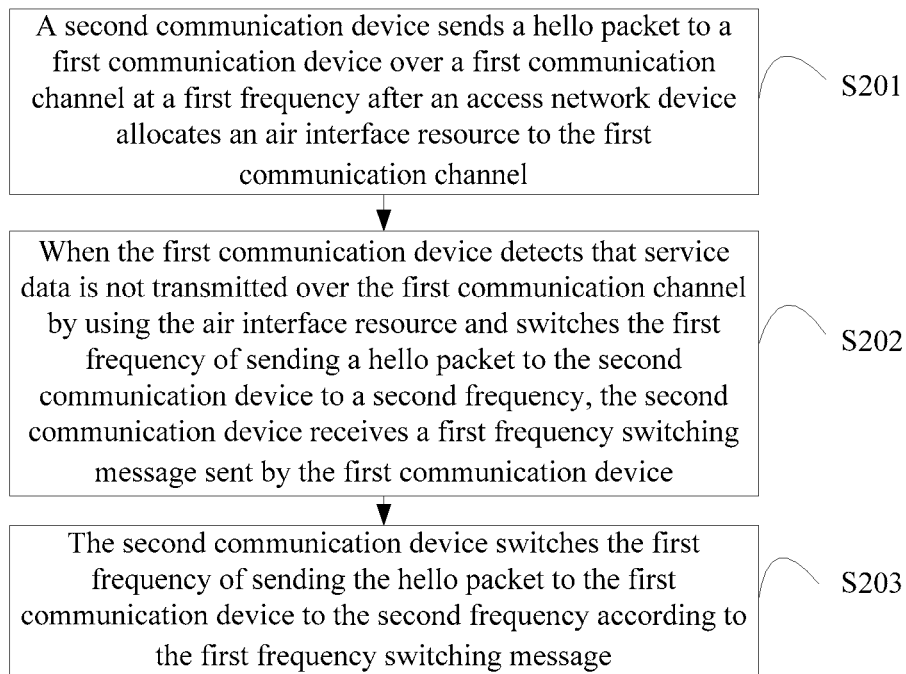 A second communication device sends a hello packet to a
first communication device over a first communication
channel at a first frequency after an access network device
allocates an air interface resource to the first
communication channel
S201
When the first communication device detects that service
data is not transmitted over the first communication channel
by using the air interface resource and switches the first
frequency of sending a hello packet to the second
communication device to a second frequency, the second
communication device receives a first frequency switching
message sent by the first communication device
S202
The second communication device switches the first
frequency of sending the hello packet to the first
communication device to the second frequency according to
the first frequency switching message
S203